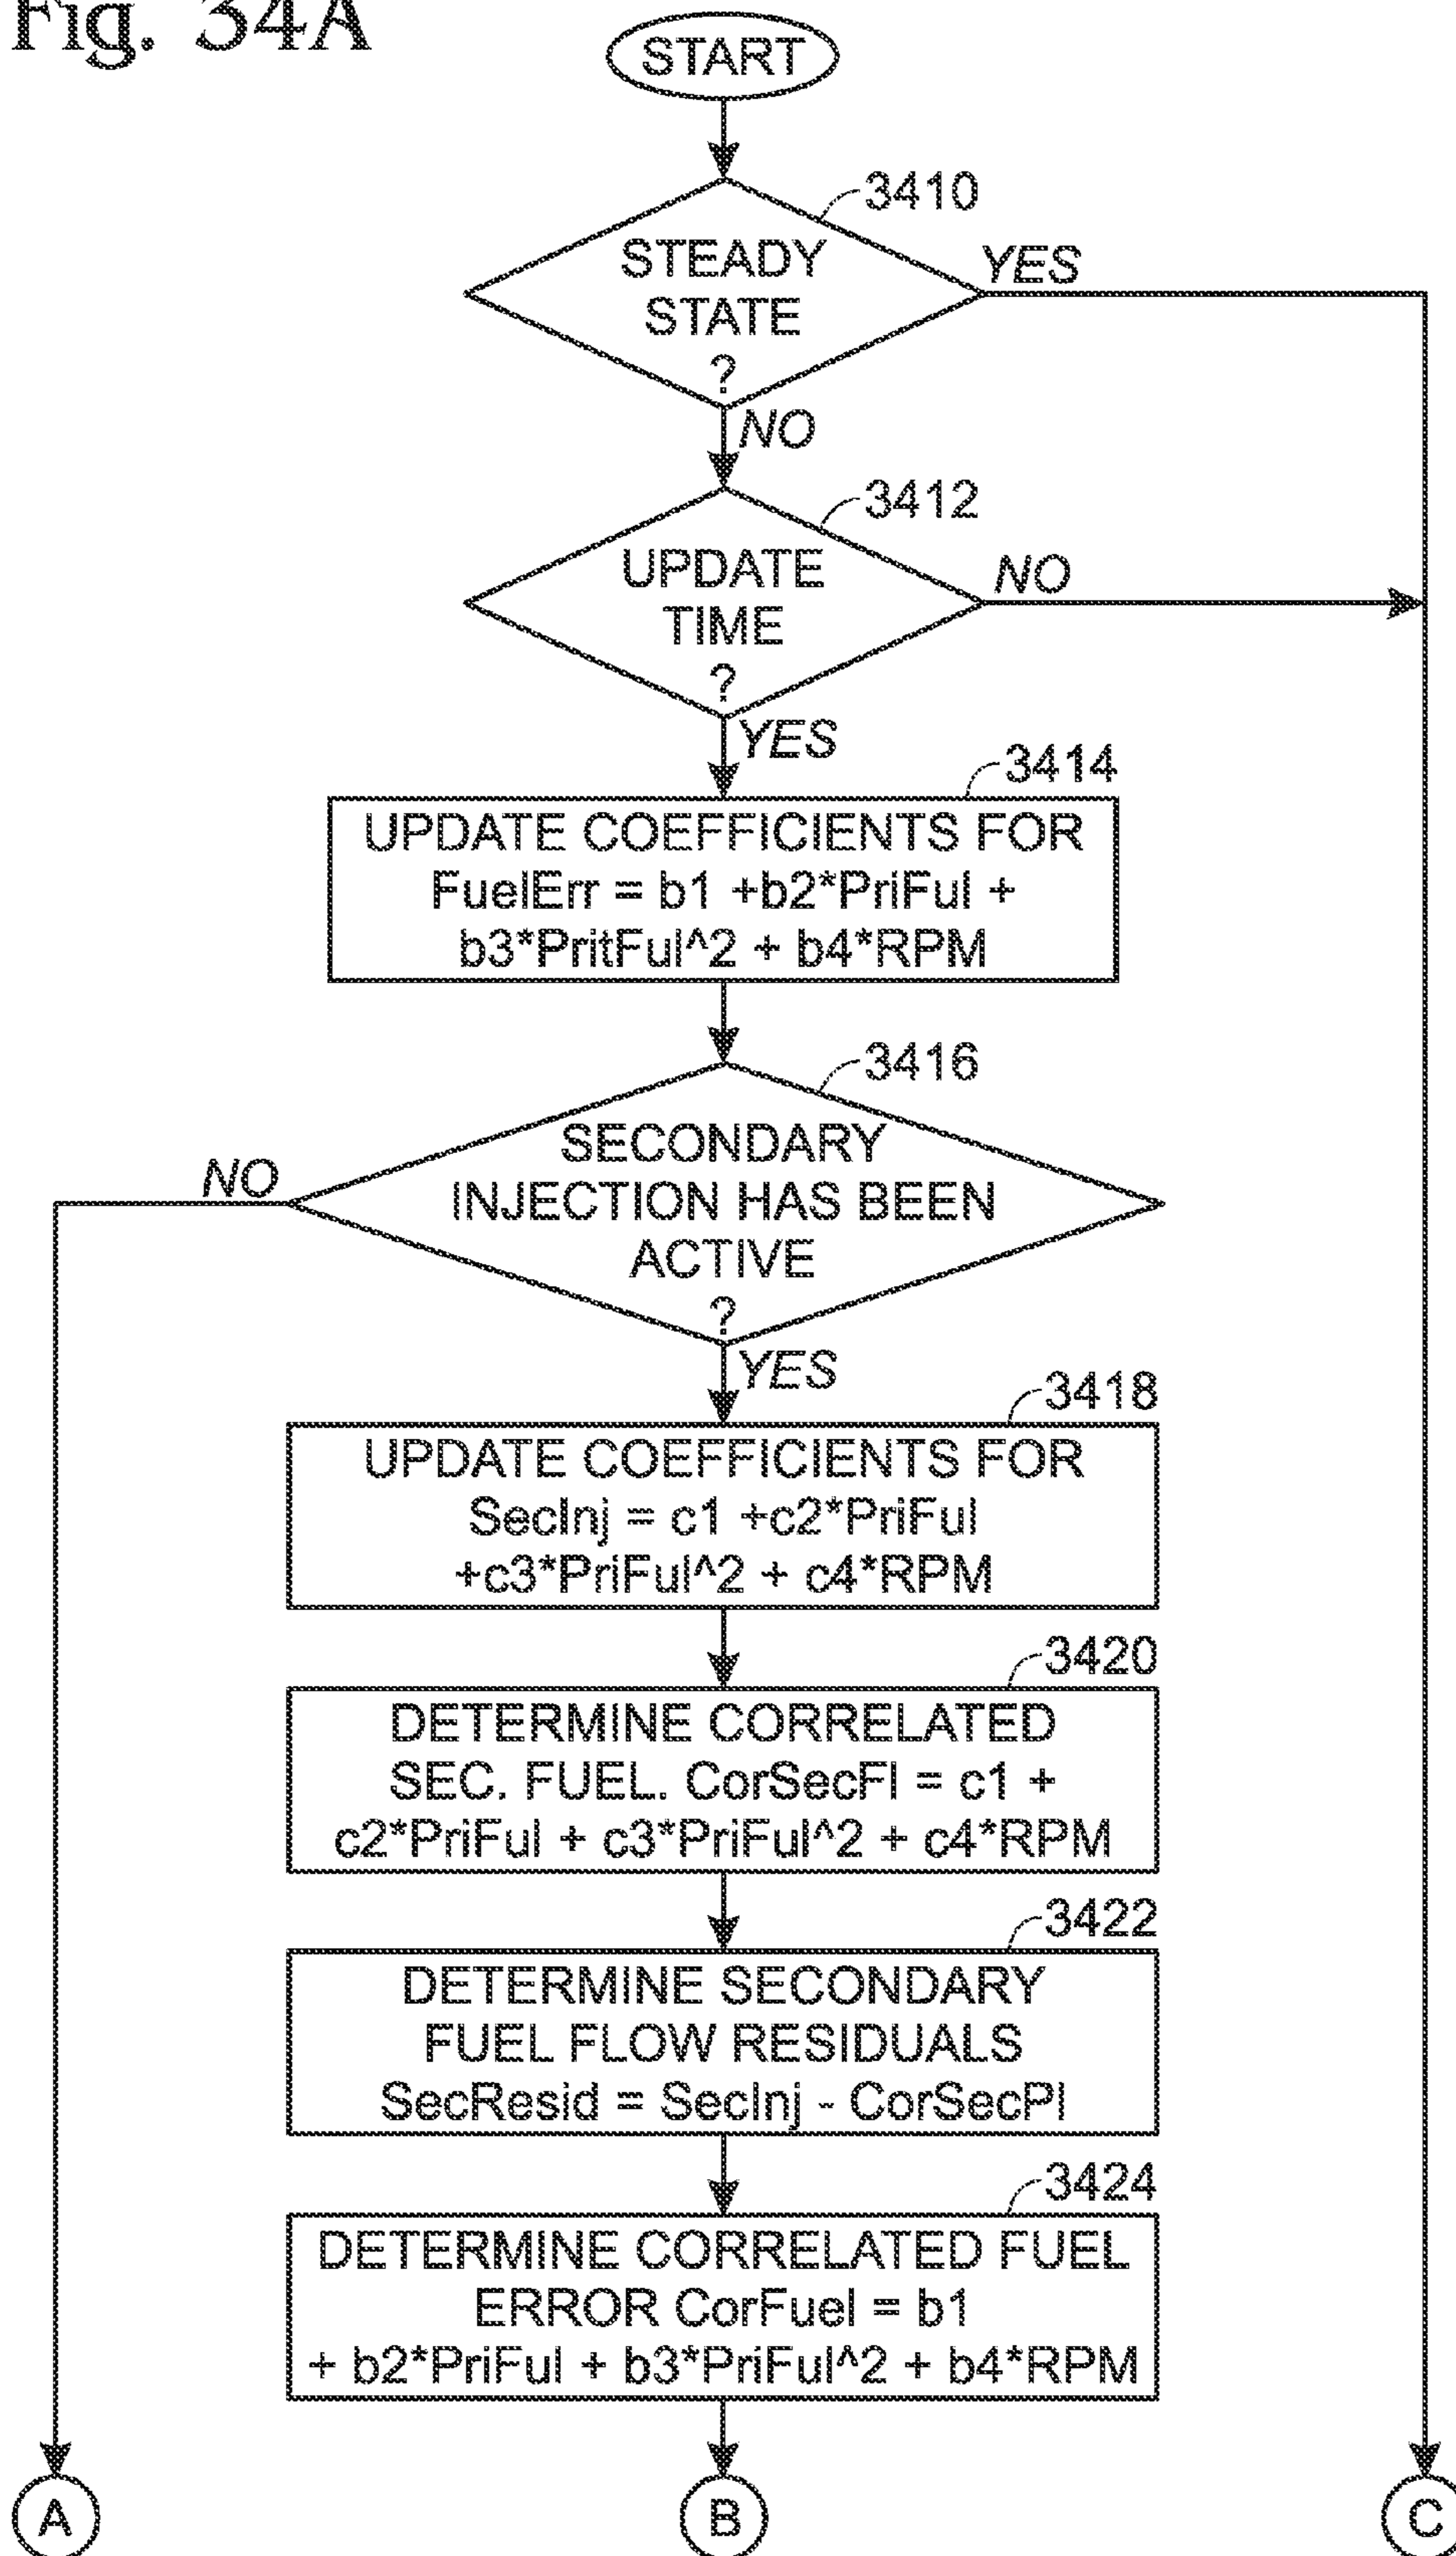 Fig. 34A
START
3410
STEADY
STATE
?
YES
NO
3412
UPDATE
TIME
?
NO
YES
3414
UPDATE COEFFICIENTS FOR
FuelErr = b1 +b2*PriFul +
b3*PritFul^2 + b4*RPM
3416
SECONDARY
INJECTION HAS BEEN
ACTIVE
?
NO
YES
3418
UPDATE COEFFICIENTS FOR
SecInj = c1 +c2*PriFul
+c3*PriFul^2 + c4*RPM
3420
DETERMINE CORRELATED
SEC. FUEL. CorSecFl = c1 +
c2*PriFul + c3*PriFul^2 + c4*RPM
3422
DETERMINE SECONDARY
FUEL FLOW RESIDUALS
SecResid = SecInj - CorSecPl
3424
DETERMINE CORRELATED FUEL
ERROR CorFuel = b1
+ b2*PriFul + b3*PriFul^2 + b4*RPM
A
B
C